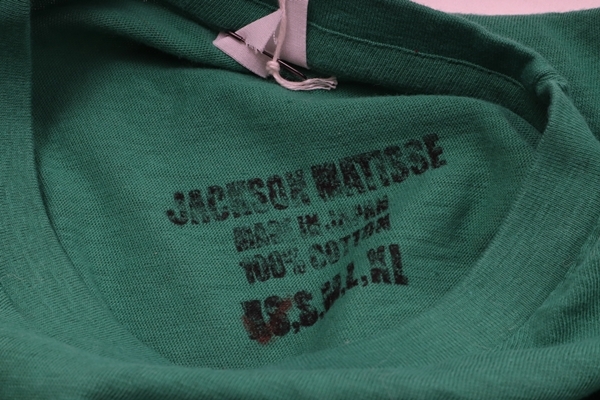 JACKSON MATISSE
MADE IN JAPAN
100% COTTON
XS,S,M,L,XL